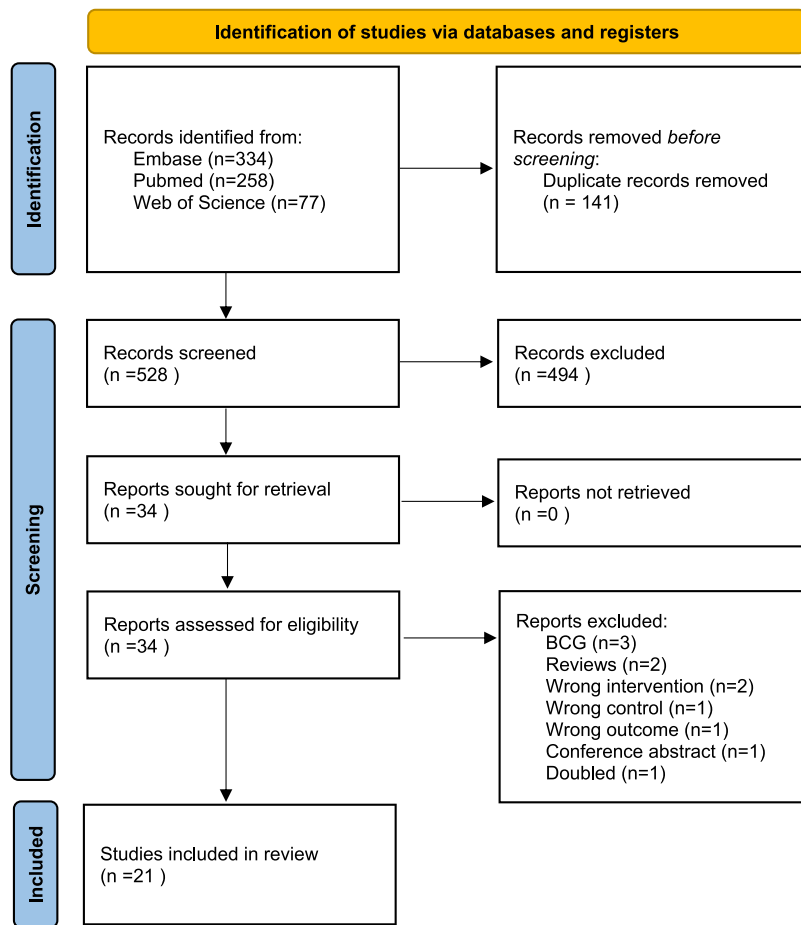 Identification of studies via databases and registers
Identification
Records identified from:
Embase (n=334)
Pubmed (n=258)
Web of Science (n=77)
Records removed before
screening:
Duplicate records removed
(n = 141)
Screening
Records screened
(n =528 )
Records excluded
(n =494 )
Reports sought for retrieval
(n =34 )
Reports not retrieved
(n =0 )
Reports assessed for eligibility
(n =34 )
Reports excluded:
BCG (n=3)
Reviews (n=2)
Wrong intervention (n=2)
Wrong control (n=1)
Wrong outcome (n=1)
Conference abstract (n=1)
Doubled (n=1)
Included
Studies included in review
(n =21 )